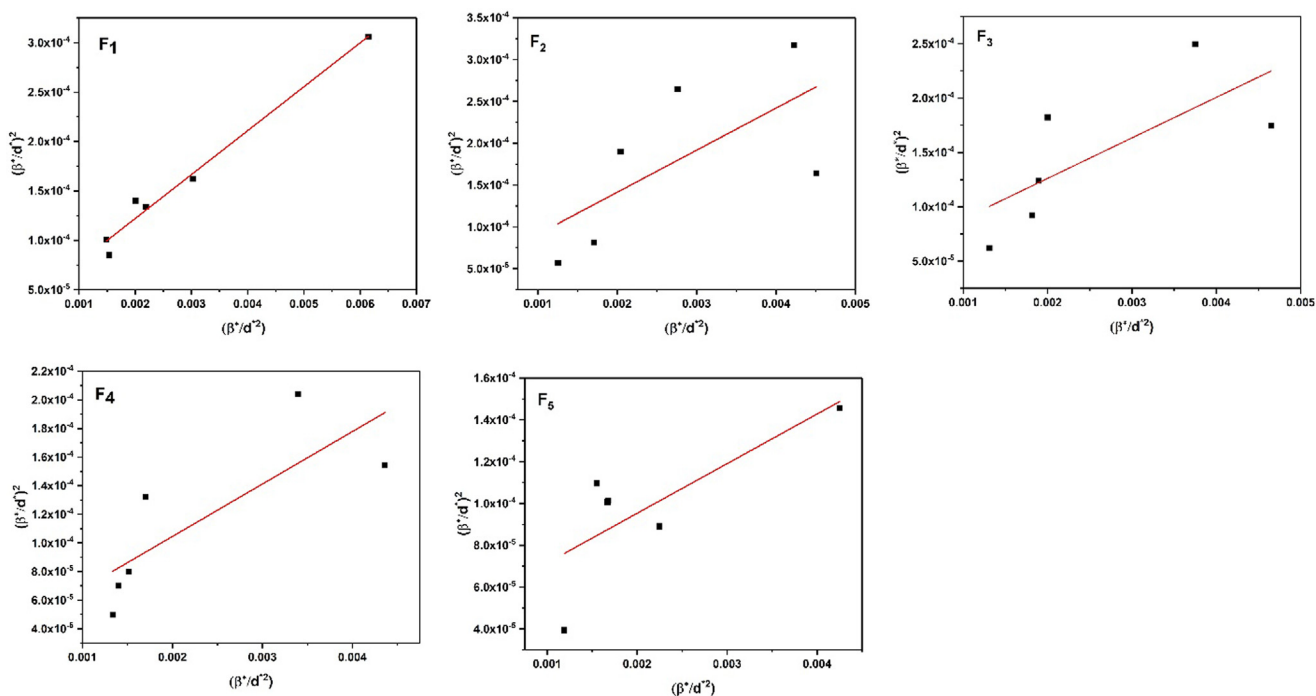 F1
(β*/d*)2
3.0x10-4
2.5x10-4
2.0x10-4
1.5x10-4
1.0x10-4
5.0x10-5
0.001 0.002 0.003 0.004 0.005 0.006 0.007
(β*/d*2)
F2
(β*/d*)2
3.5x10-4
3.0x10-4
2.5x10-4
2.0x10-4
1.5x10-4
1.0x10-4
5.0x10-5
0.001 0.002 0.003 0.004 0.005
(β*/d*2)
F3
(β*/d*)2
2.5x10-4
2.0x10-4
1.5x10-4
1.0x10-4
5.0x10-5
0.001 0.002 0.003 0.004 0.005
(β*/d*2)
F4
(β*/d*)2
2.2x10-4
2.0x10-4
1.8x10-4
1.6x10-4
1.4x10-4
1.2x10-4
1.0x10-4
8.0x10-5
6.0x10-5
4.0x10-5
0.001 0.002 0.003 0.004
(β*/d*2)
F5
(β*/d*)2
1.6x10-4
1.4x10-4
1.2x10-4
1.0x10-4
8.0x10-5
6.0x10-5
4.0x10-5
0.001 0.002 0.003 0.004
(β*/d*2)